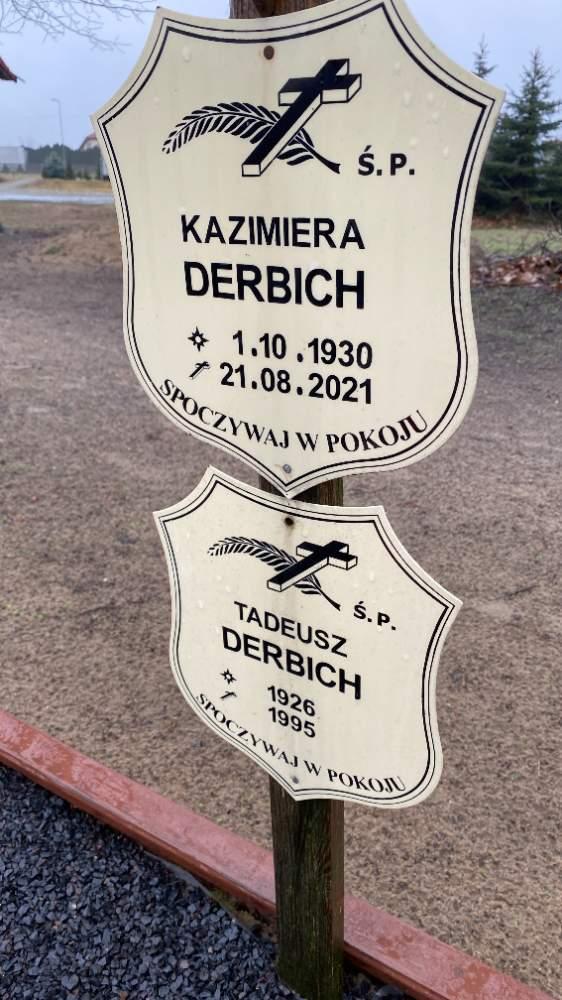 Ś.P.
KAZIMIERA
DERBICH
1.10.1930
21.08.2021
SPOCZYWAJ W POKOJU
Ś.P.
TADEUSZ
DERBICH
1926
1995
SPOCZYWAJ W POKOJU